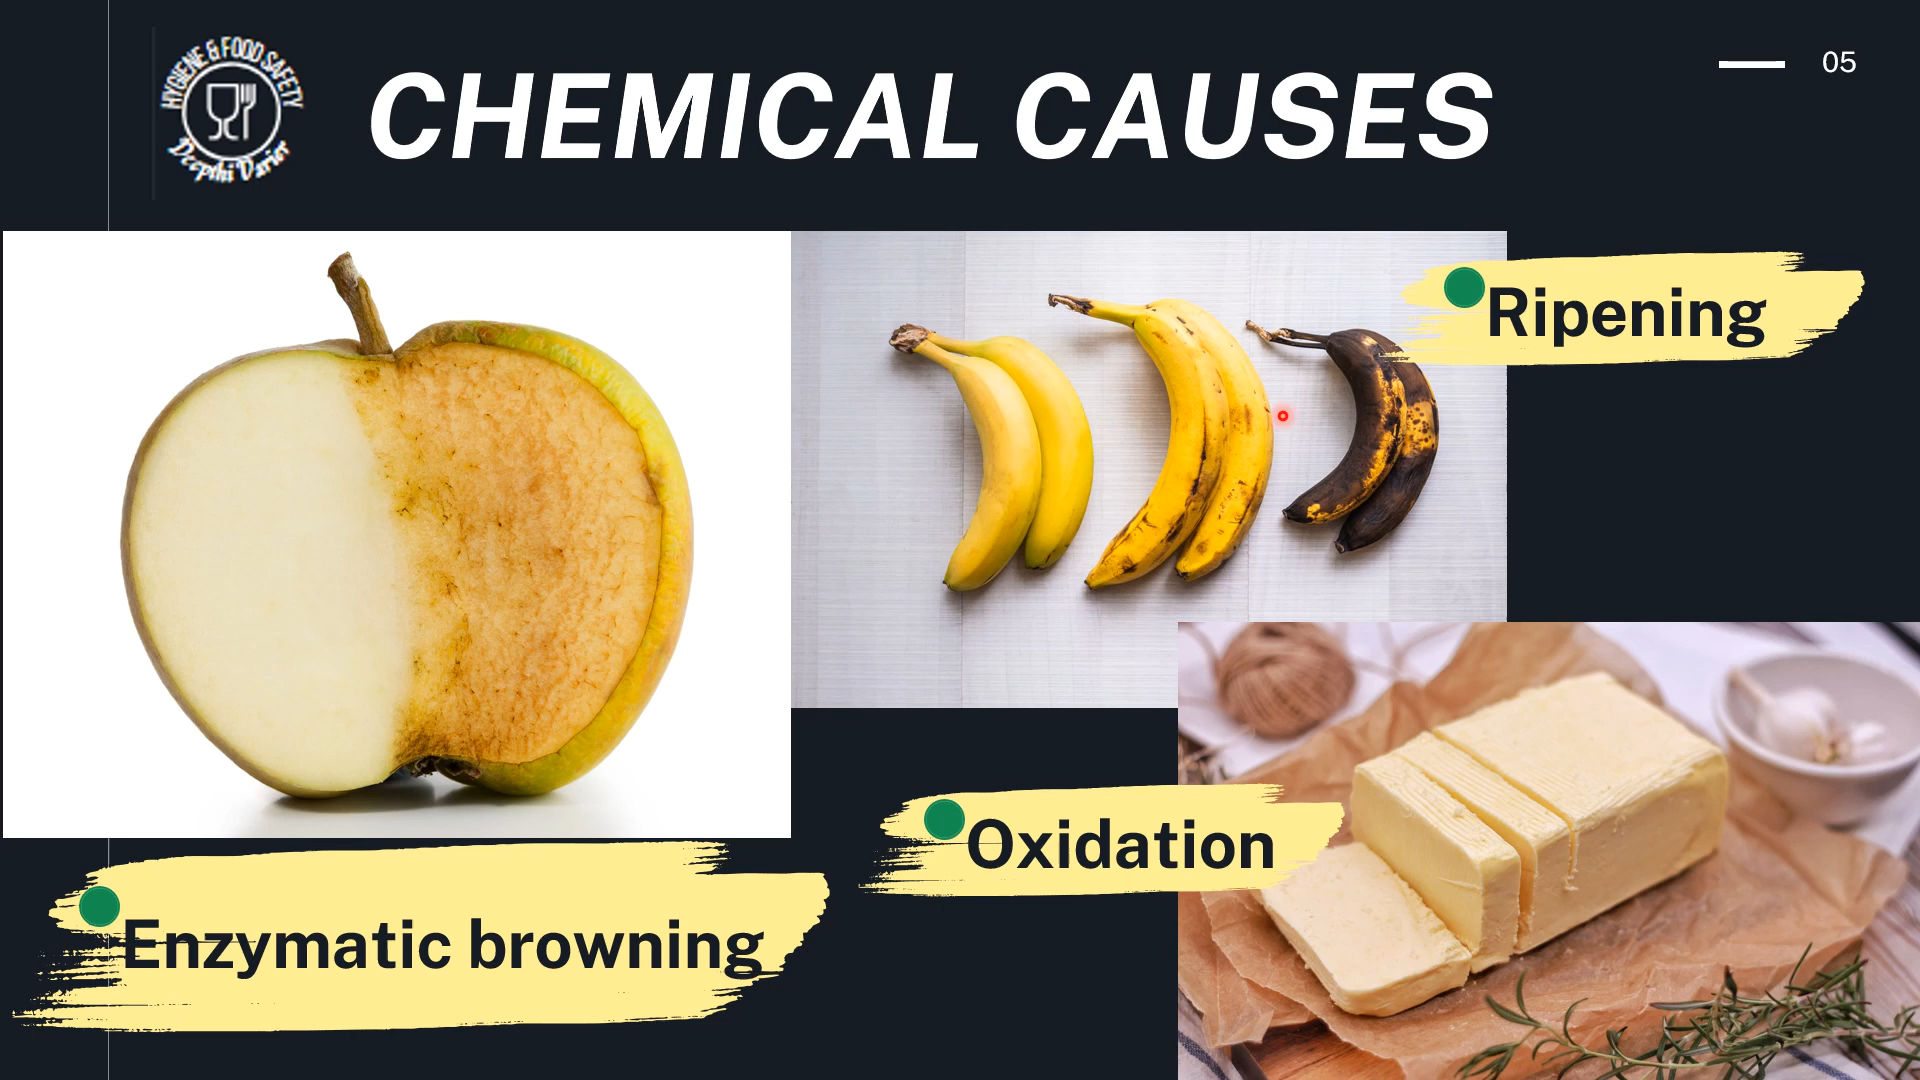 HYGIENE & FOOD SAFETY
Deepthi Varier
CHEMICAL CAUSES
05
Ripening
Oxidation
Enzymatic browning